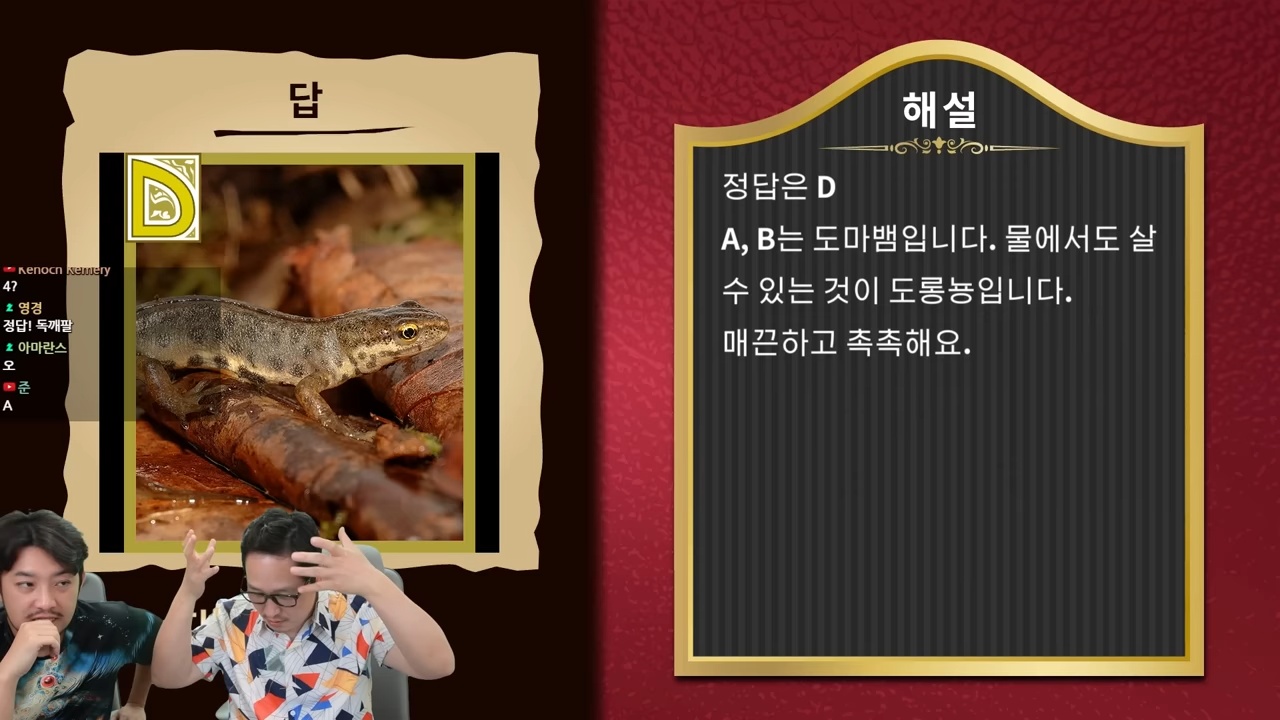 답
D
Kenoch Kemery
4?
영경
정답! 독깨팔
아마란스
오
준
A
해설
정답은 D
A, B는 도마뱀입니다. 물에서도 살
수 있는 것이 도롱뇽입니다.
매끈하고 촉촉해요.